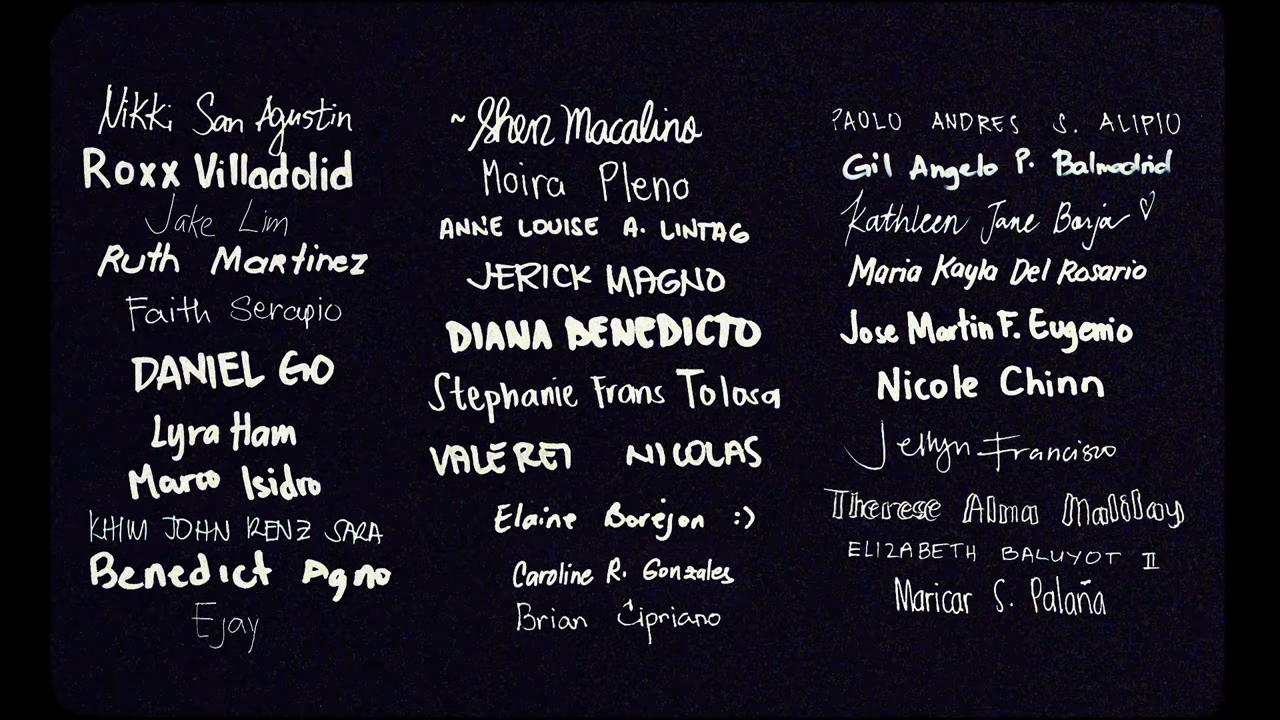 Nikki San Agustin
Roxx Villadolid
Jake Lim
Ruth Martinez
Faith Serapio
DANIEL GO
Lyra Ham
Marco Isidro
KHIM JOHN RENZ SARA
Benedict Agno
Ejay
~ Shen Macalino
Moira Pleno
ANNE LOUISE A. LINTAG
JERICK MAGNO
DIANA BENEDICTO
Stephanie Frans Tolosa
VALEREI NICOLAS
Elaine Borejon :)
Caroline R. Gonzales
Brian Cipriano
PAOLO ANDRES S. ALIPIO
Gil Angelo P. Balmadrid
Kathleen Jane Borja ♡
Maria Kayla Del Rosario
Jose Martin F. Eugenio
Nicole Chinn
Jellyn Francisco
Therese Alma Malilay
ELIZABETH BALUYOT II
Maricar S. Palaña